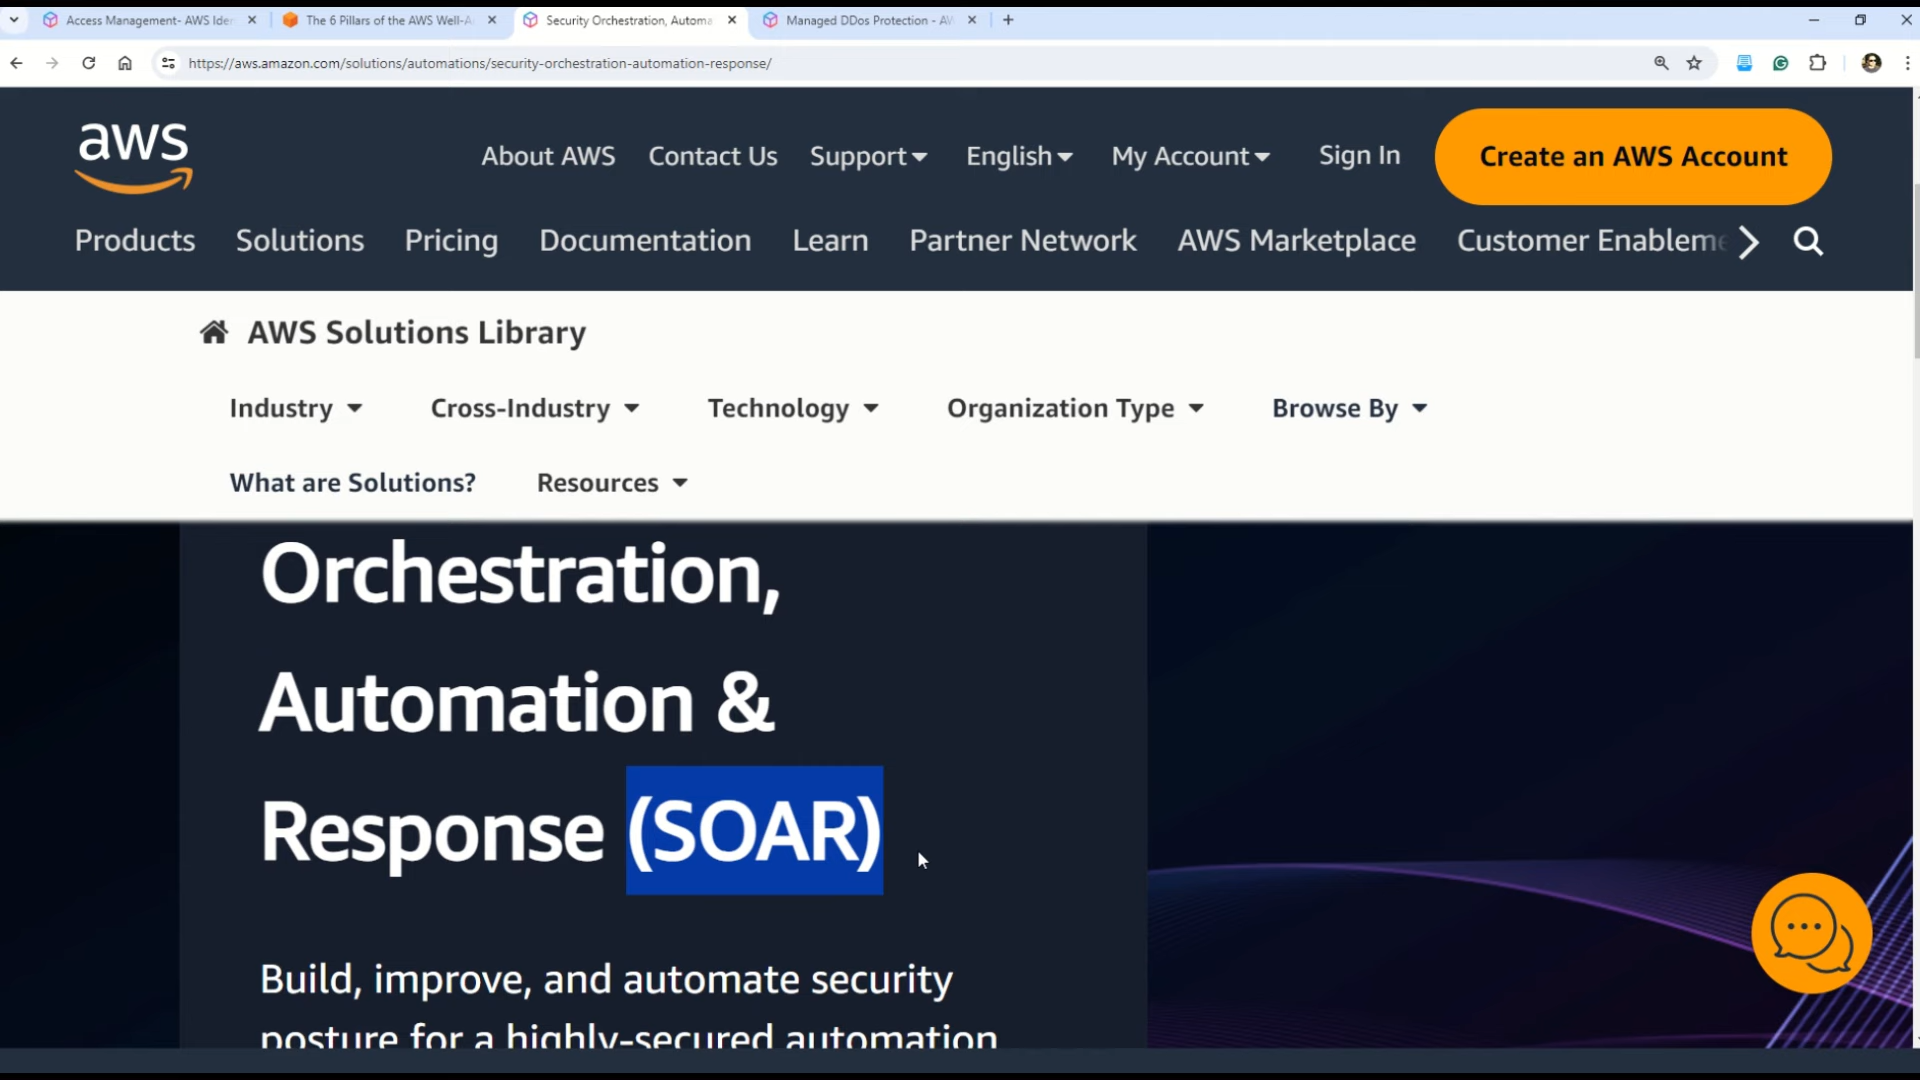 Access Management- AWS Ide
The 6 Pillars of the AWS Well-A
Security Orchestration, Automa
Managed DDos Protection - AW
https://aws.amazon.com/solutions/automations/security-orchestration-automation-response/
aws
About AWS
Contact Us
Support
English
My Account
Sign In
Create an AWS Account
Products
Solutions
Pricing
Documentation
Learn
Partner Network
AWS Marketplace
Customer Enableme
AWS Solutions Library
Industry
Cross-Industry
Technology
Organization Type
Browse By
What are Solutions?
Resources
Orchestration,
Automation &
Response (SOAR)
Build, improve, and automate security
posture for a highly-secured automation